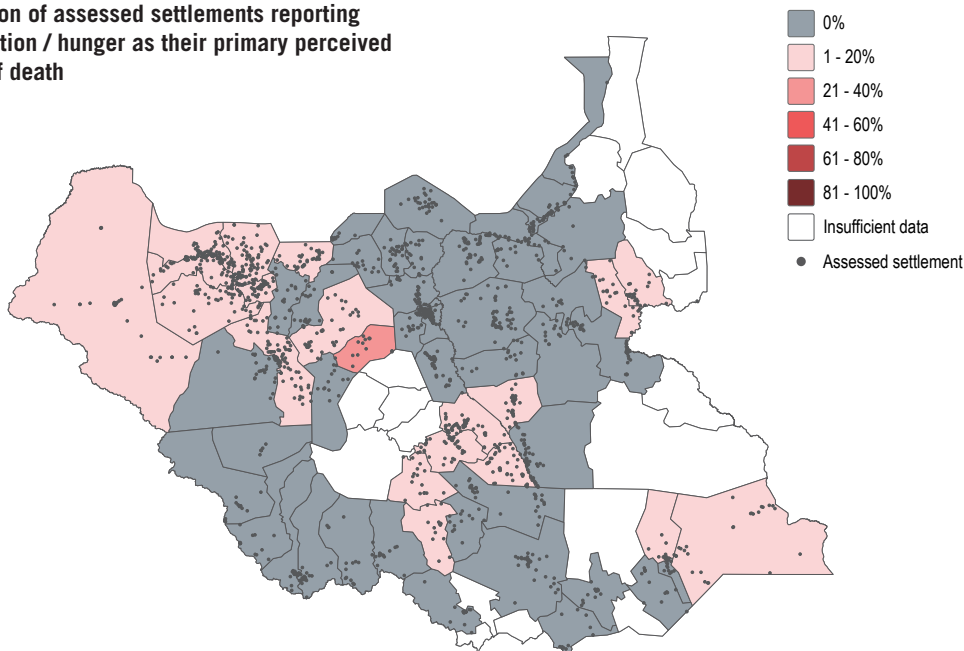 on of assessed settlements reporting
tion / hunger as their primary perceived
f death
0%
1 - 20%
21 - 40%
41 - 60%
61 - 80%
81 - 100%
Insufficient data
Assessed settlement